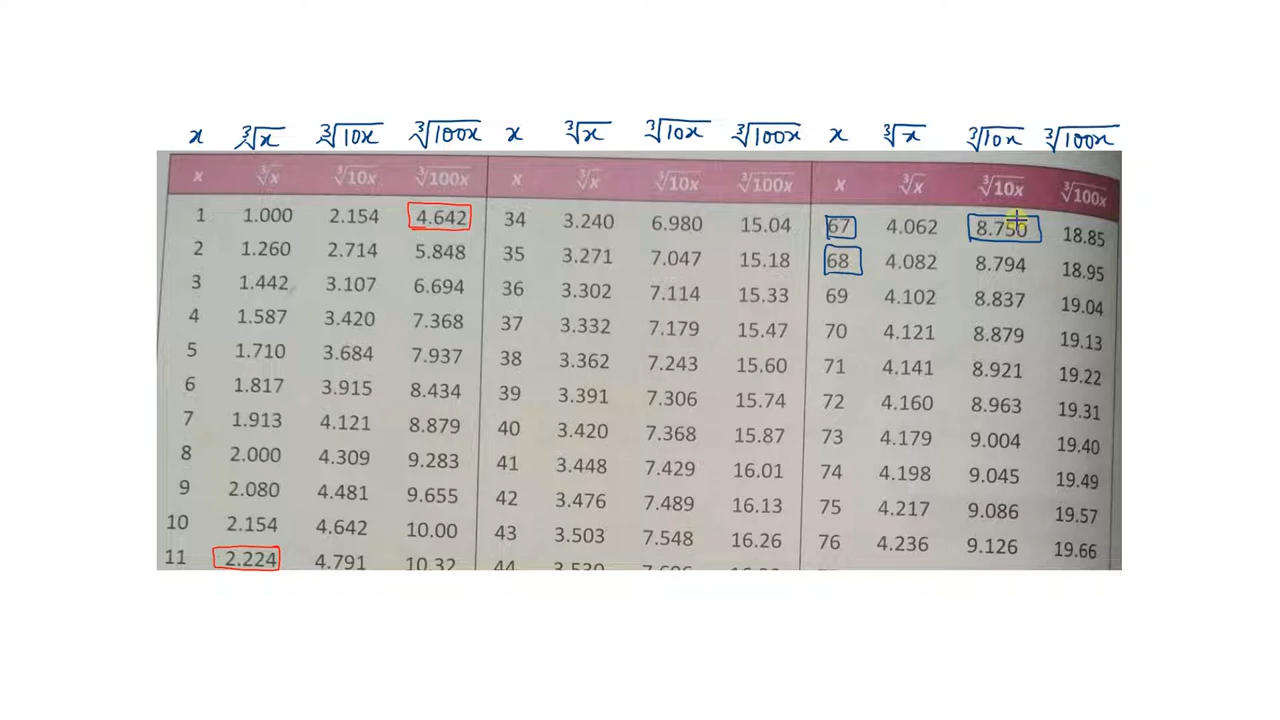 x ∛x ∛10x ∛100x x ∛x ∛10x ∛100x x ∛x ∛10x ∛100x
x ∛x ∛10x ∛100x x ∛x ∛10x ∛100x x ∛x ∛10x ∛100x
1 1.000 2.154 4.642 34 3.240 6.980 15.04 67 4.062 8.750 18.85
2 1.260 2.714 5.848 35 3.271 7.047 15.18 68 4.082 8.794 18.95
3 1.442 3.107 6.694 36 3.302 7.114 15.33 69 4.102 8.837 19.04
4 1.587 3.420 7.368 37 3.332 7.179 15.47 70 4.121 8.879 19.13
5 1.710 3.684 7.937 38 3.362 7.243 15.60 71 4.141 8.921 19.22
6 1.817 3.915 8.434 39 3.391 7.306 15.74 72 4.160 8.963 19.31
7 1.913 4.121 8.879 40 3.420 7.368 15.87 73 4.179 9.004 19.40
8 2.000 4.309 9.283 41 3.448 7.429 16.01 74 4.198 9.045 19.49
9 2.080 4.481 9.655 42 3.476 7.489 16.13 75 4.217 9.086 19.57
10 2.154 4.642 10.00 43 3.503 7.548 16.26 76 4.236 9.126 19.66
11 2.224 4.791 10.32 44 3.530